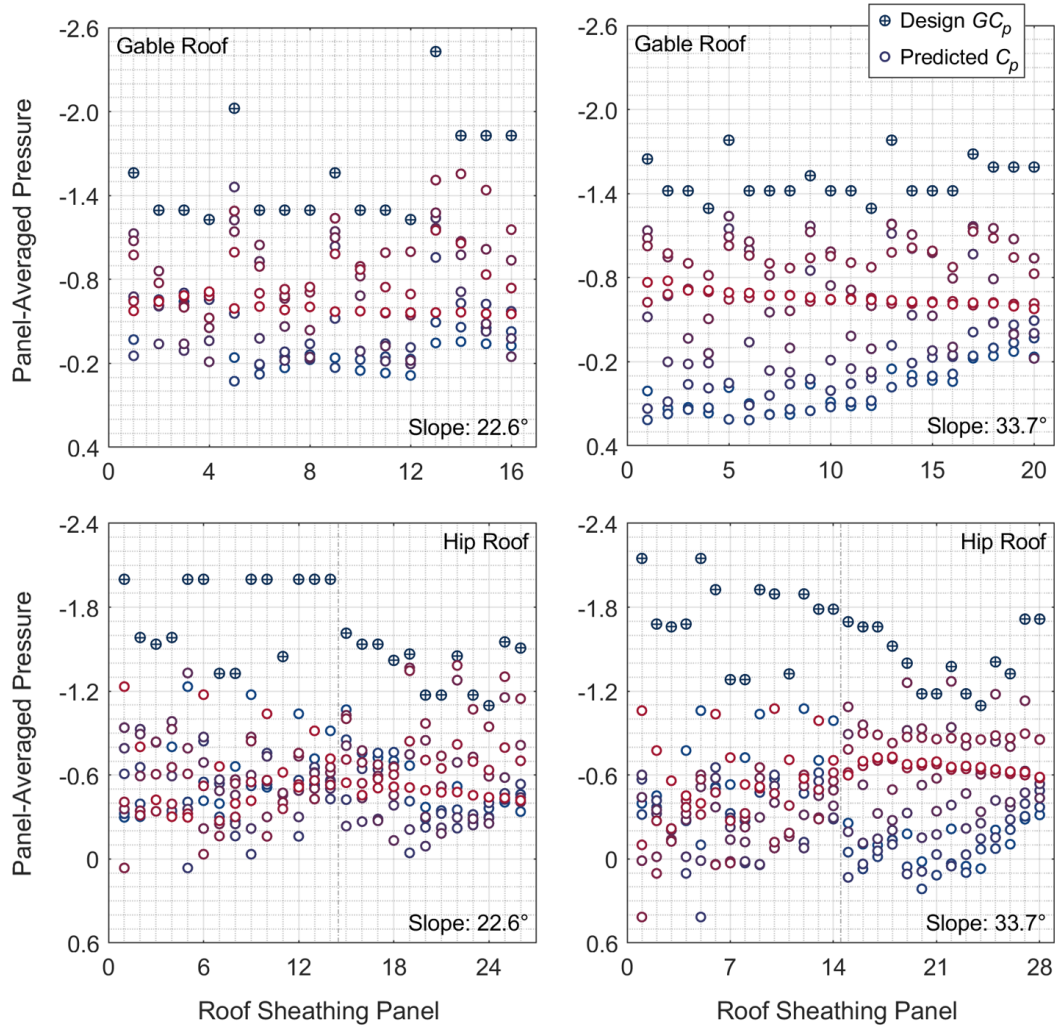 Gable Roof
Panel-Averaged Pressure
-2.6
-2.0
-1.4
-0.8
-0.2
0.4
Slope: 22.6°
0 4 8 12 16
Design GCp
Predicted Cp
Gable Roof
-2.6
-2.0
-1.4
-0.8
-0.2
0.4
Slope: 33.7°
0 5 10 15 20
Hip Roof
Panel-Averaged Pressure
-2.4
-1.8
-1.2
-0.6
0
0.6
Slope: 22.6°
0 6 12 18 24
Roof Sheathing Panel
Hip Roof
-2.4
-1.8
-1.2
-0.6
0
0.6
Slope: 33.7°
0 7 14 21 28
Roof Sheathing Panel